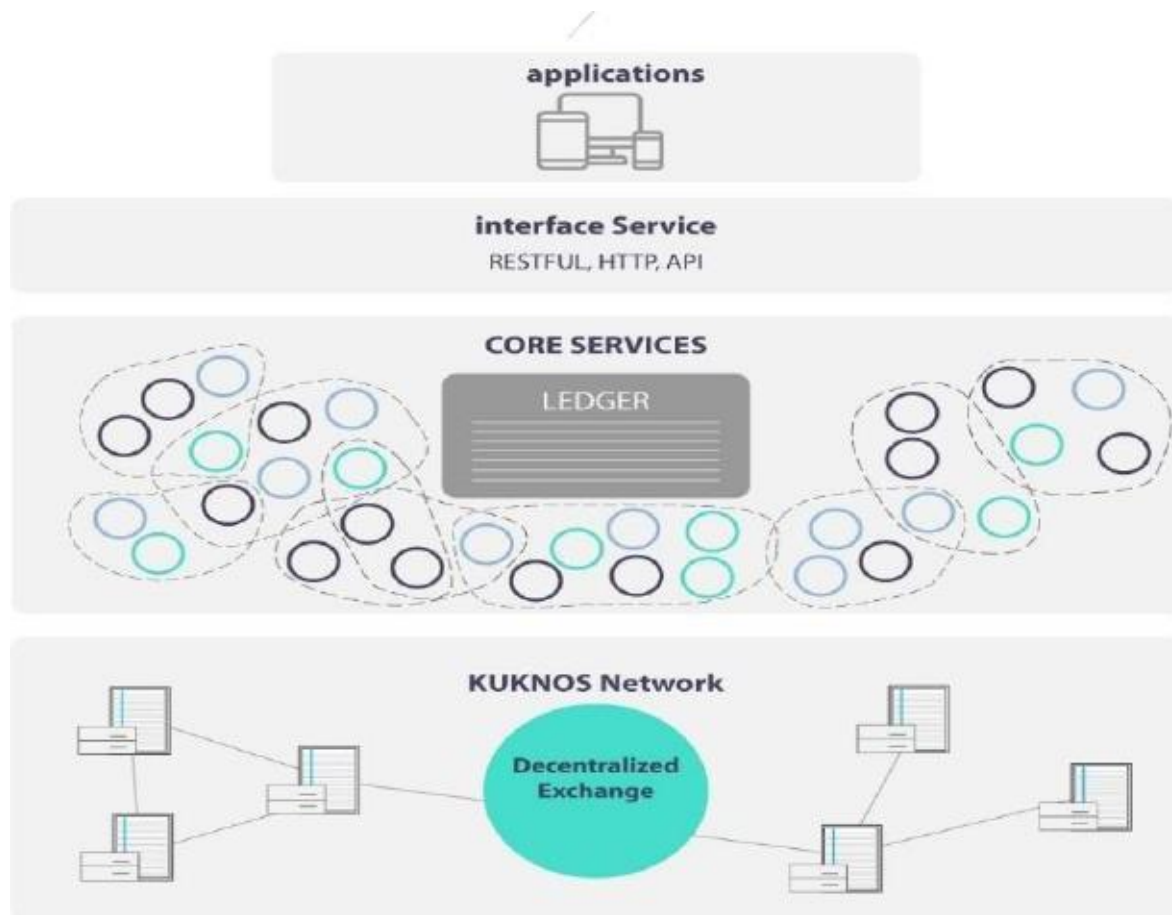 applications
interface Service
RESTFUL, HTTP, API
CORE SERVICES
LEDGER
KUKNOS Network
Decentralized
Exchange